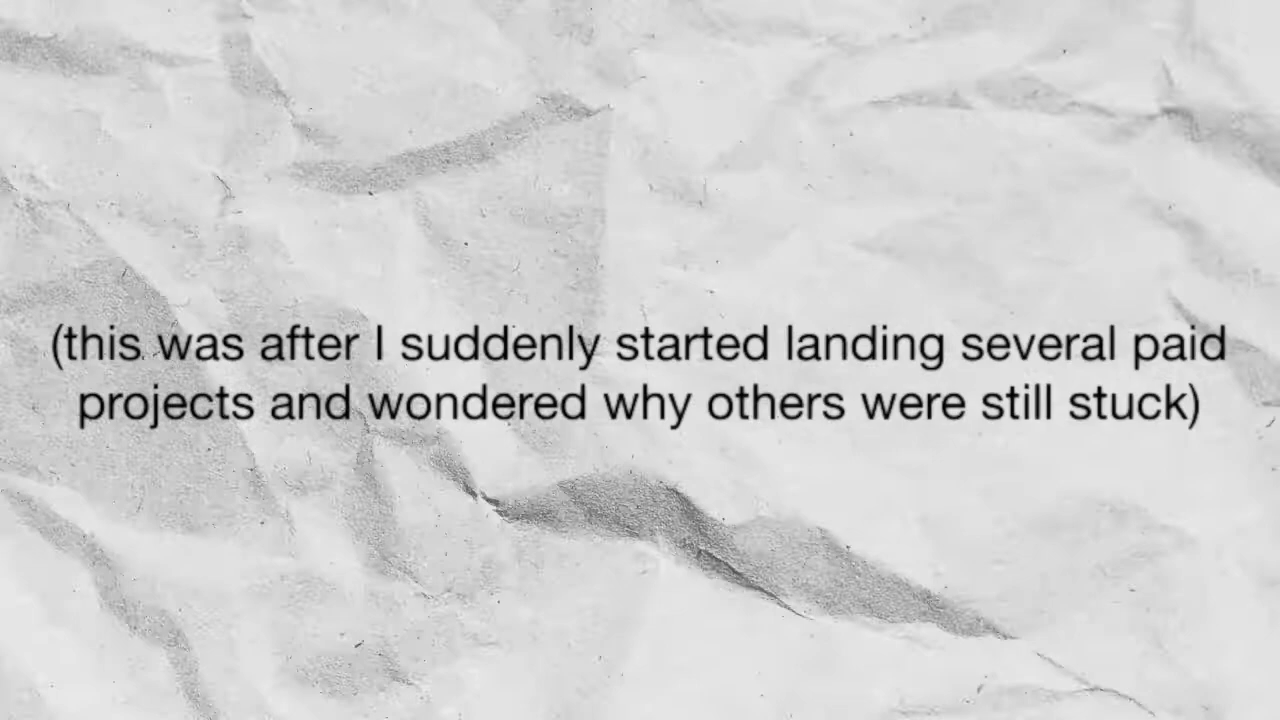 (this was after I suddenly started landing several paid
projects and wondered why others were still stuck)